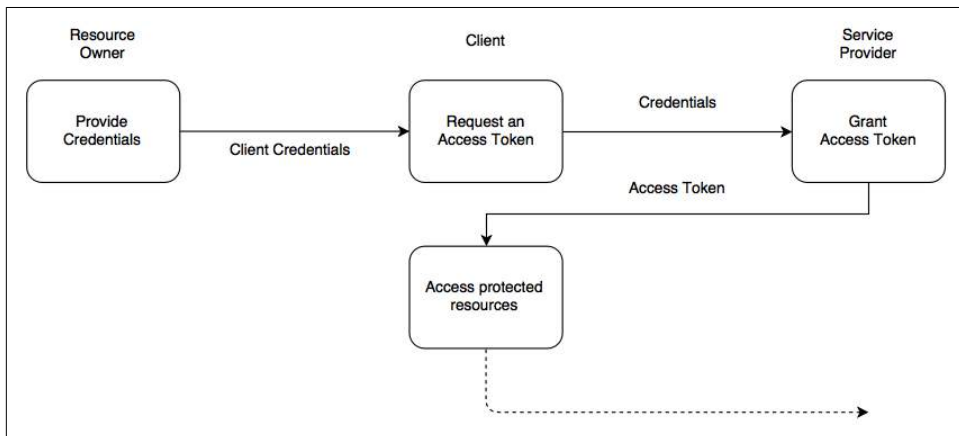 Resource
Owner
Client
Service
Provider
Provide
Credentials
Client Credentials
Request an
Access Token
Credentials
Grant
Access Token
Access Token
Access protected
resources